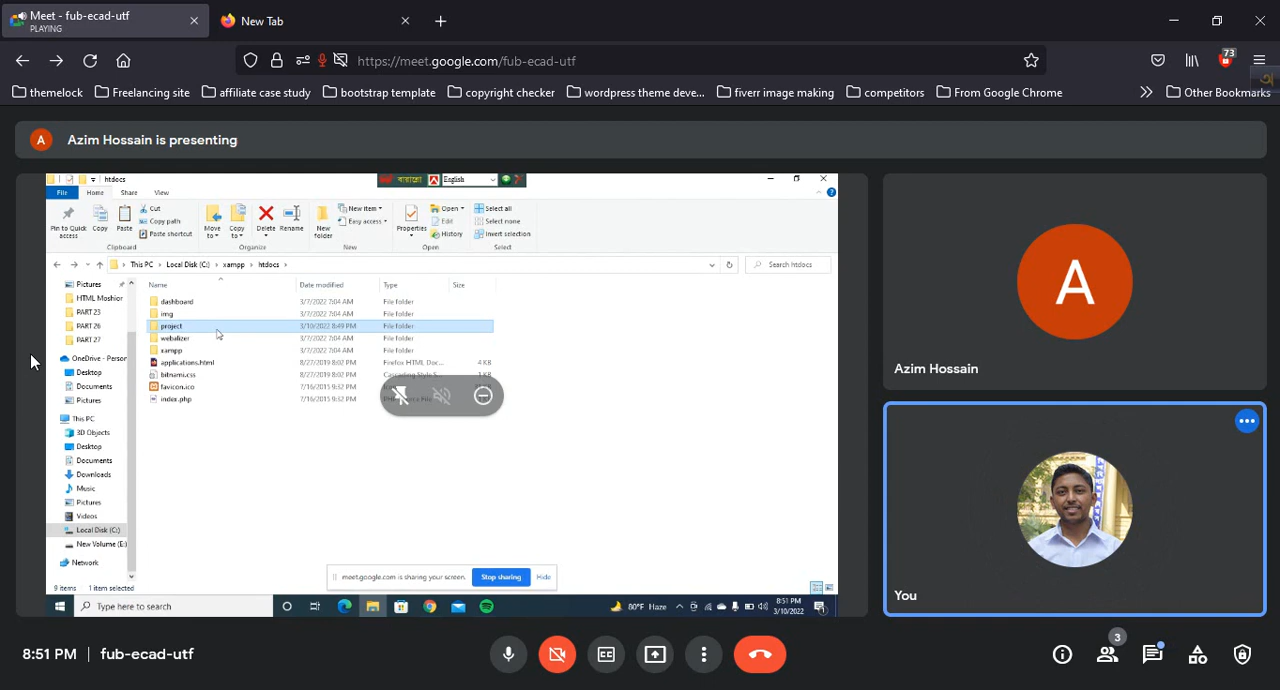 Meet - fub-ecad-utf
PLAYING
New Tab
https://meet.google.com/fub-ecad-utf
73
themelock
Freelancing site
affiliate case study
bootstrap template
copyright checker
wordpress theme deve...
fiverr image making
competitors
From Google Chrome
Other Bookmarks
A
Azim Hossain is presenting
htdocs
English
File
Home
Share
View
Pin to Quick access
Copy
Paste
Cut
Copy path
Paste shortcut
Clipboard
Move to
Copy to
Delete
Rename
Organize
New folder
New item
Easy access
New
Properties
Open
Edit
History
Open
Select all
Select none
Invert selection
Select
This PC > Local Disk (C:) > xampp > htdocs >
Search htdocs
Name
Date modified
Type
Size
dashboard 3/7/2022 7:04 AM File folder
img 3/7/2022 7:04 AM File folder
project 3/10/2022 8:49 PM File folder
webalizer 3/7/2022 7:04 AM File folder
xampp 3/7/2022 7:04 AM File folder
applications.html 8/27/2019 8:02 PM Firefox HTML Doc... 4 KB
bitnami.css 8/27/2019 8:02 PM Cascading Style S... 1 KB
favicon.ico 7/16/2015 9:32 PM
index.php 7/16/2015 9:32 PM
Pictures
HTML Moshior
PART 23
PART 26
PART 27
OneDrive - Person
Desktop
Documents
Pictures
This PC
3D Objects
Desktop
Documents
Downloads
Music
Pictures
Videos
Local Disk (C:)
New Volume (E:)
Network
9 items
1 item selected
meet.google.com is sharing your screen.
Stop sharing
Hide
Type here to search
80°F Haze
8:51 PM
3/10/2022
A
Azim Hossain
You
8:51 PM | fub-ecad-utf
3